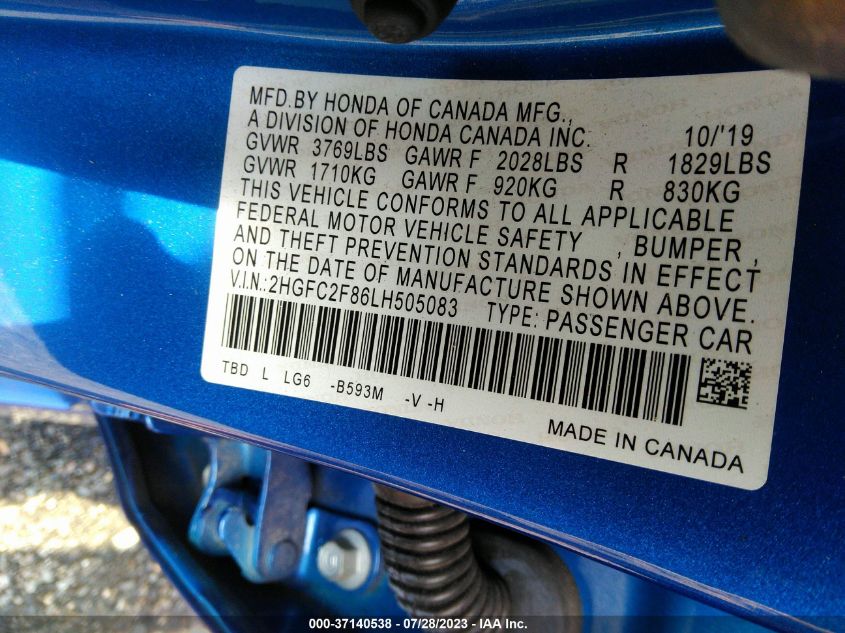 MFD.BY HONDA OF CANADA MFG.,
A DIVISION OF HONDA CANADA INC. 10/'19
GVWR 3769LBS GAWR F 2028LBS R 1829LBS
GVWR 1710KG GAWR F 920KG R 830KG
THIS VEHICLE CONFORMS TO ALL APPLICABLE
FEDERAL MOTOR VEHICLE SAFETY , BUMPER ,
AND THEFT PREVENTION STANDARDS IN EFFECT
ON THE DATE OF MANUFACTURE SHOWN ABOVE.
V.I.N.:2HGFC2F86LH505083 TYPE: PASSENGER CAR
TBD L LG6 -B593M -V -H
MADE IN CANADA
000-37140538 - 07/28/2023 - IAA Inc.